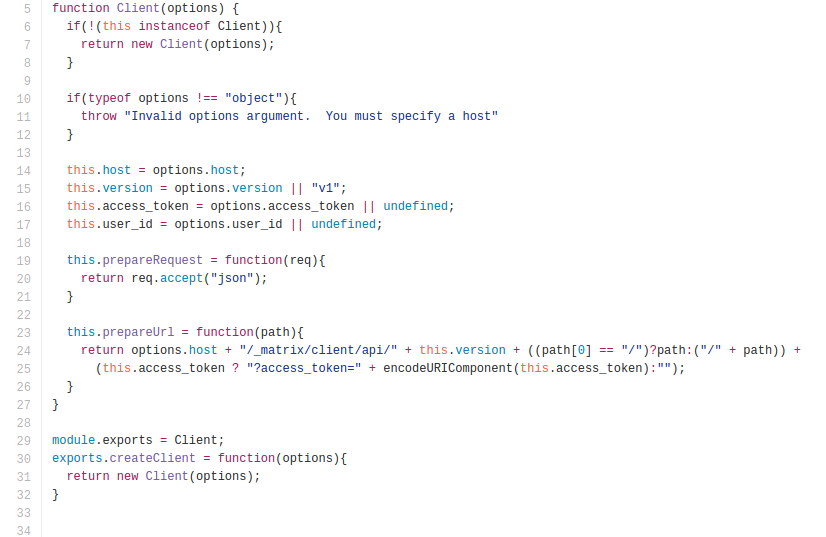 5 function Client(options) {
6   if(!(this instanceof Client)){
7     return new Client(options);
8   }
9
10   if(typeof options !== "object"){
11     throw "Invalid options argument.  You must specify a host"
12   }
13
14   this.host = options.host;
15   this.version = options.version || "v1";
16   this.access_token = options.access_token || undefined;
17   this.user_id = options.user_id || undefined;
18
19   this.prepareRequest = function(req){
20     return req.accept("json");
21   }
22
23   this.prepareUrl = function(path){
24     return options.host + "/_matrix/client/api/" + this.version + ((path[0] == "/")?path:("/" + path)) +
25       (this.access_token ? "?access_token=" + encodeURIComponent(this.access_token):"");
26   }
27 }
28
29 module.exports = Client;
30 exports.createClient = function(options){
31   return new Client(options);
32 }
33
34